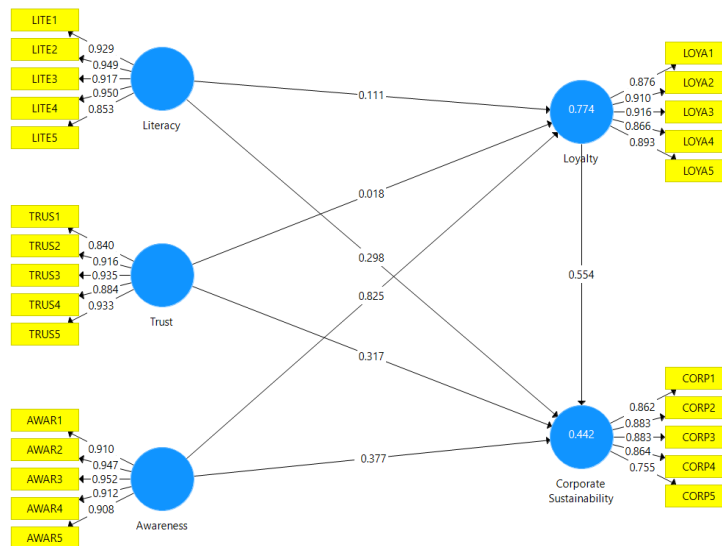 LITE1
LITE2
LITE3
LITE4
LITE5
0.929
0.949
0.917
0.950
0.853
Literacy
TRUS1
TRUS2
TRUS3
TRUS4
TRUS5
0.840
0.916
0.935
0.884
0.933
Trust
AWAR1
AWAR2
AWAR3
AWAR4
AWAR5
0.910
0.947
0.952
0.912
0.908
Awareness
0.111
0.018
0.298
0.825
0.317
0.377
0.554
0.774
Loyalty
0.876
0.910
0.916
0.866
0.893
LOYA1
LOYA2
LOYA3
LOYA4
LOYA5
0.442
Corporate
Sustainability
0.862
0.883
0.883
0.864
0.755
CORP1
CORP2
CORP3
CORP4
CORP5